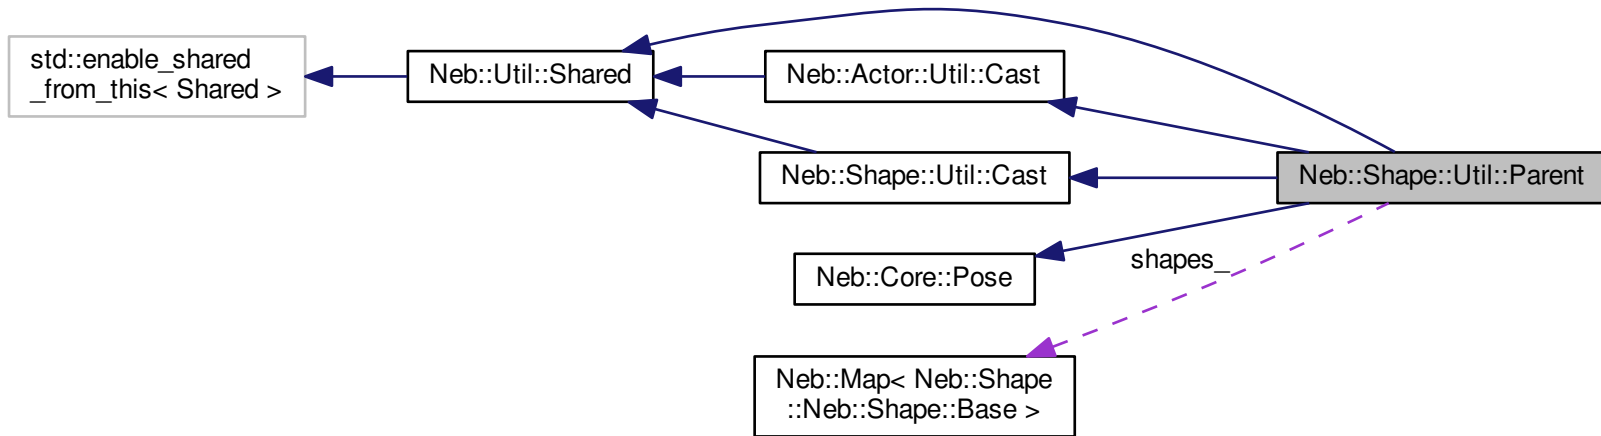 std::enable_shared
_from_this< Shared >
Neb::Util::Shared
Neb::Actor::Util::Cast
Neb::Shape::Util::Cast
Neb::Shape::Util::Parent
Neb::Core::Pose
shapes_
Neb::Map< Neb::Shape
::Neb::Shape::Base >